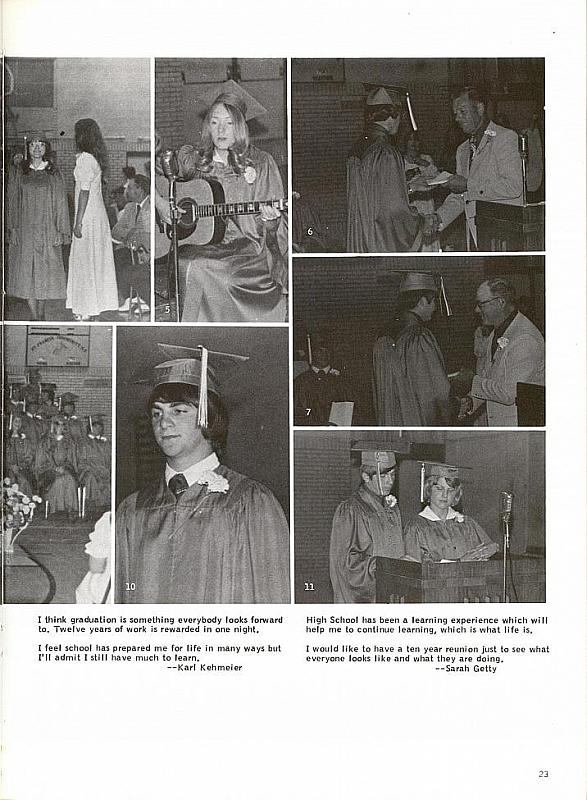 6
5
7
10
11
I think graduation is something everybody looks forward
to. Twelve years of work is rewarded in one night.
I feel school has prepared me for life in many ways but
I'll admit I still have much to learn.
--Karl Kehmeier
High School has been a learning experience which will
help me to continue learning, which is what life is.
I would like to have a ten year reunion just to see what
everyone looks like and what they are doing.
--Sarah Getty
23